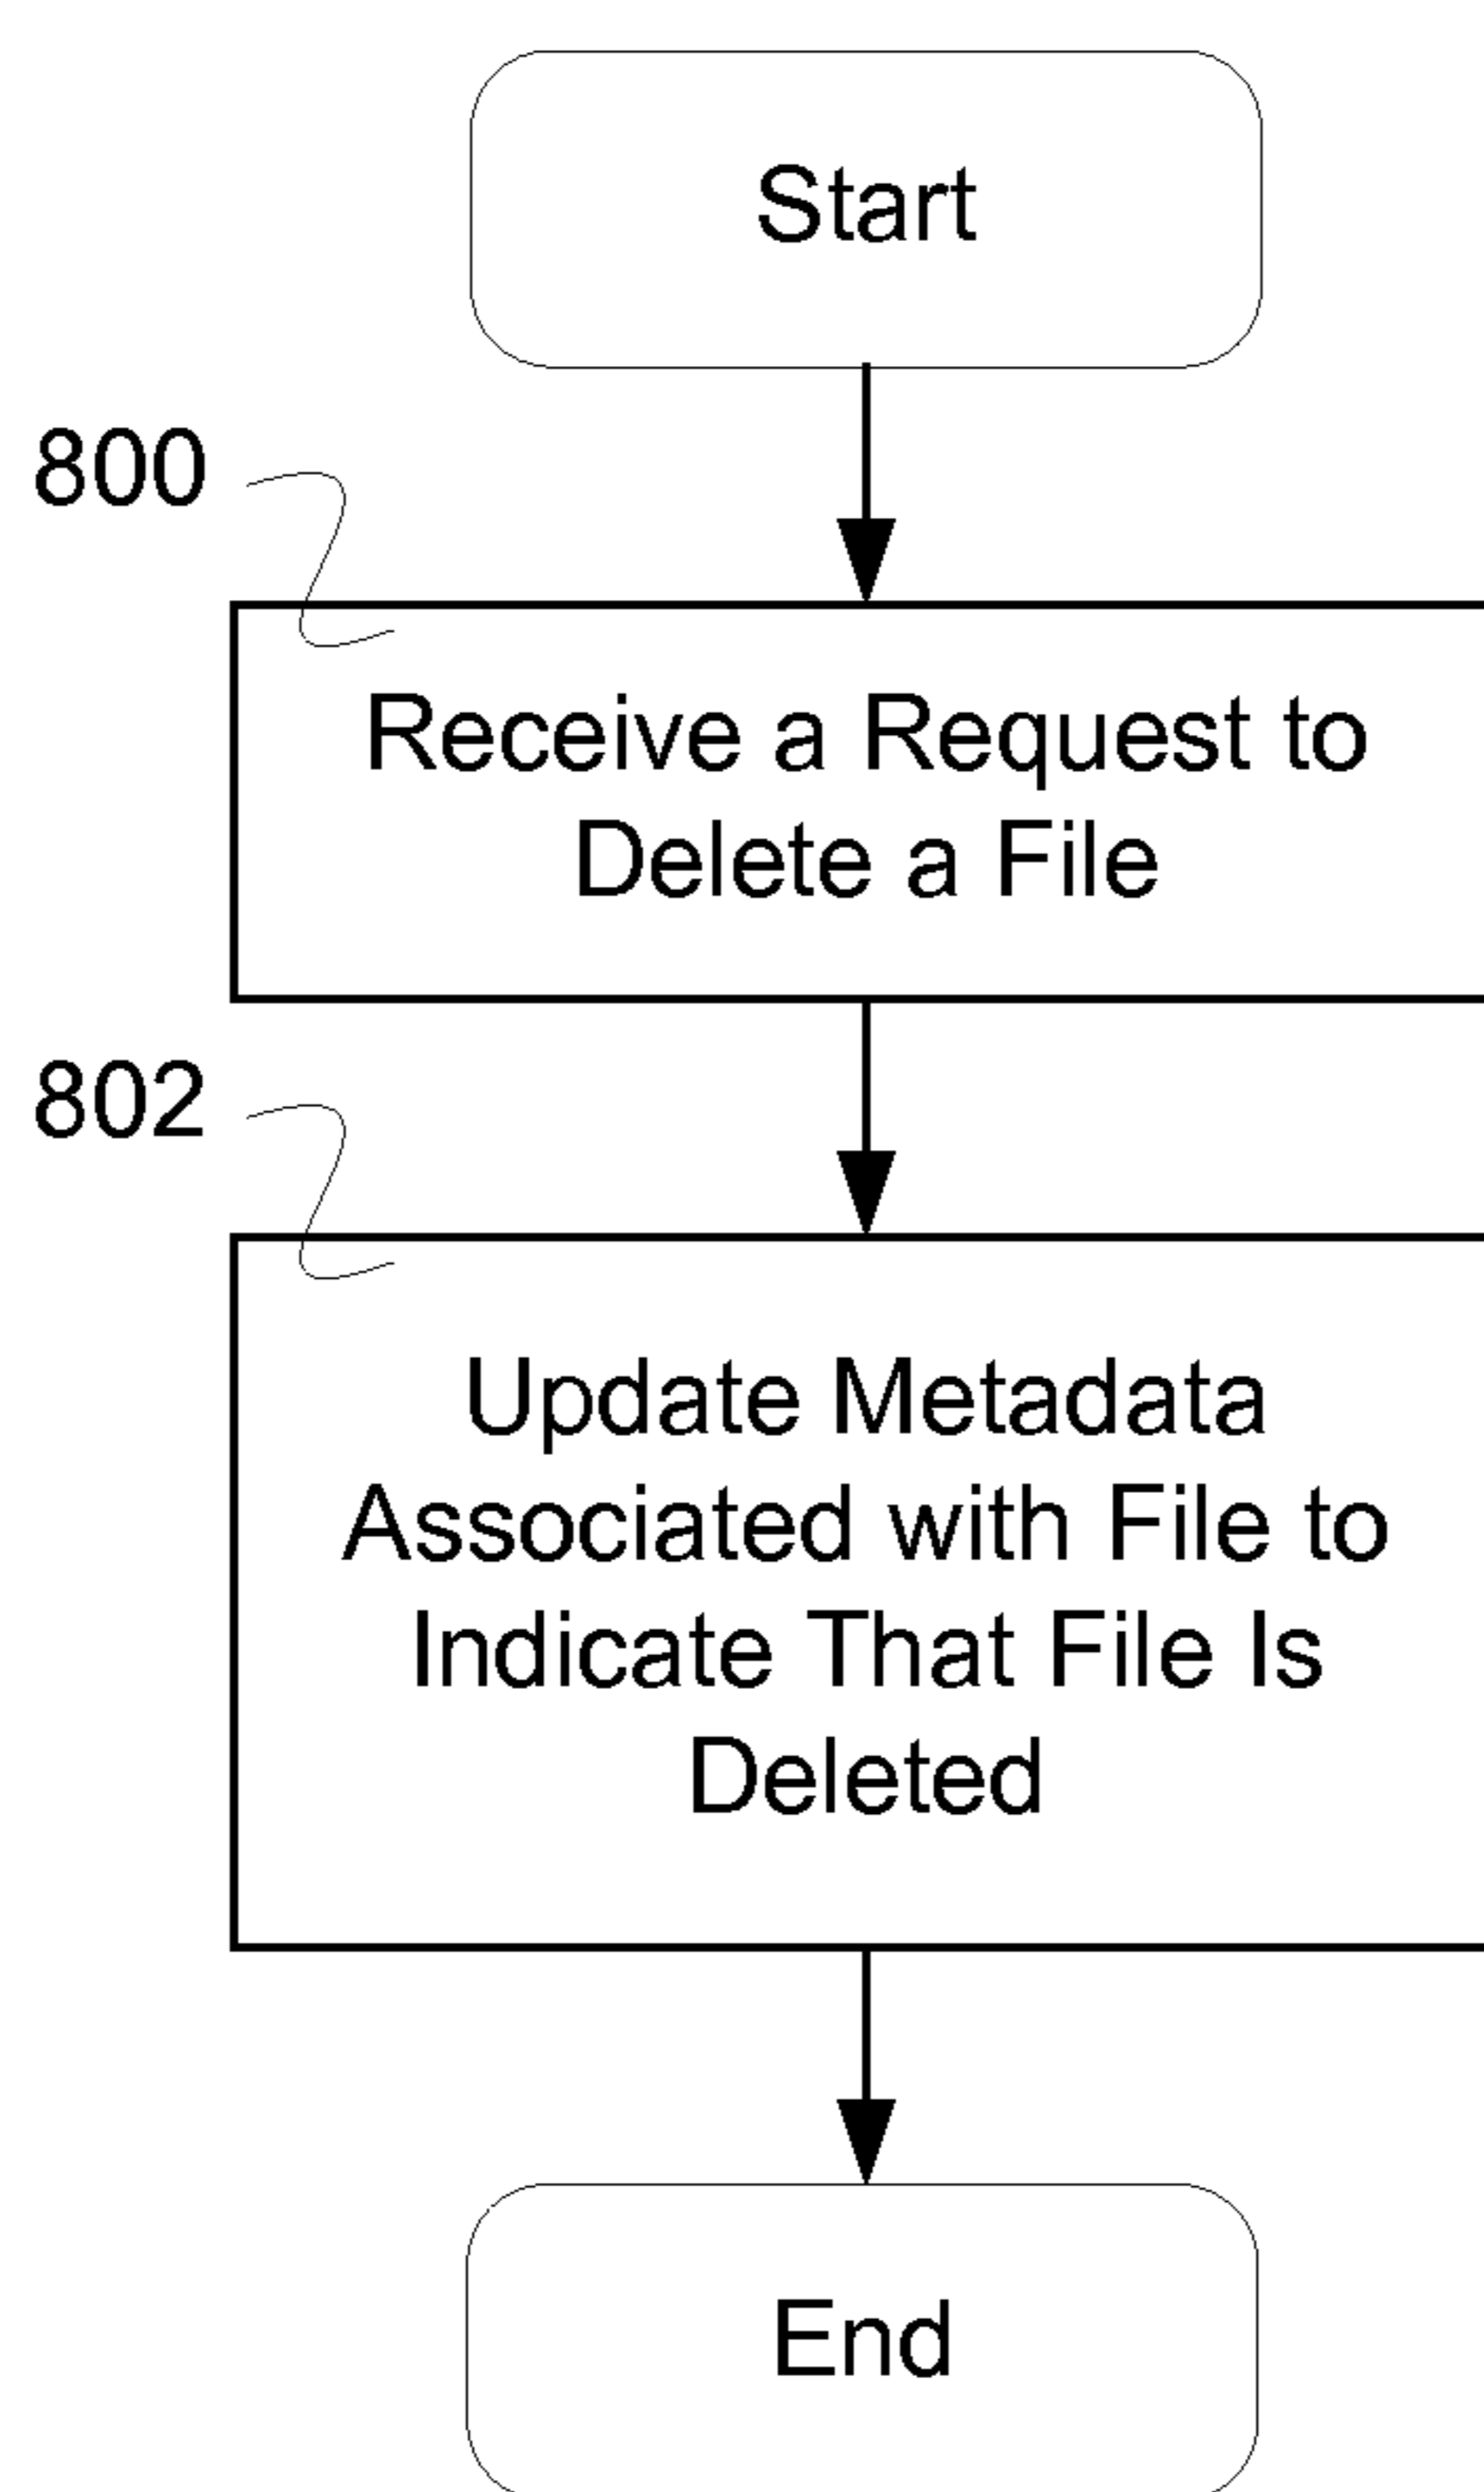 Start
800
Receive a Request to
Delete a File
802
Update Metadata
Associated with File to
Indicate That File Is
Deleted
End